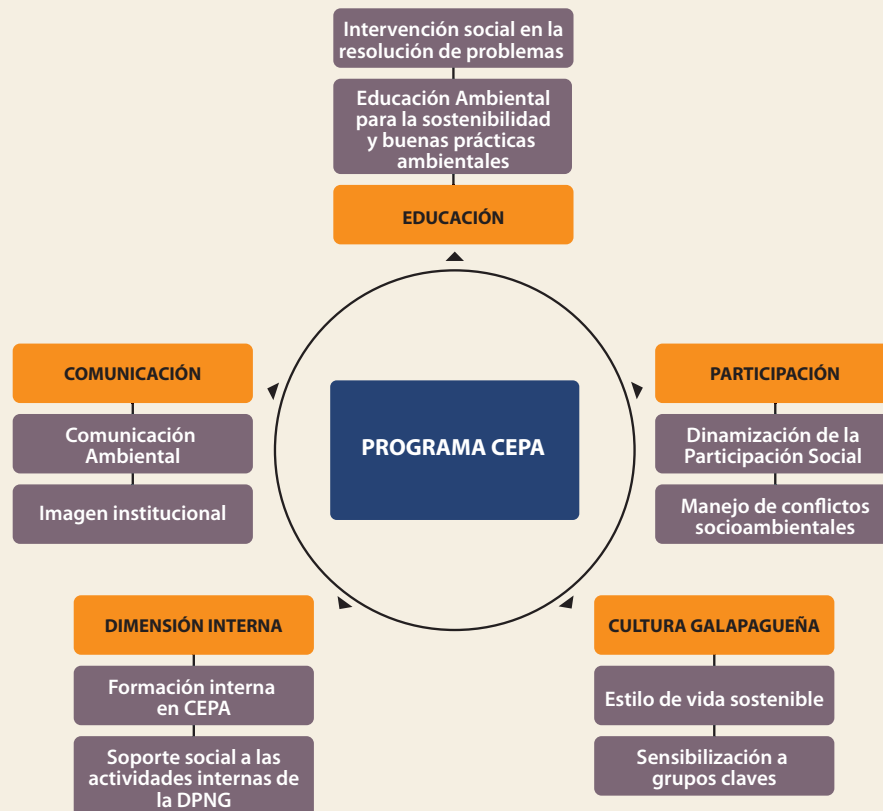 Intervención social en la
resolución de problemas
Educación Ambiental
para la sostenibilidad
y buenas prácticas
ambientales
EDUCACIÓN
COMUNICACIÓN
Comunicación
Ambiental
Imagen institucional
PROGRAMA CEPA
PARTICIPACIÓN
Dinamización de la
Participación Social
Manejo de conflictos
socioambientales
DIMENSIÓN INTERNA
Formación interna
en CEPA
Soporte social a las
actividades internas de
la DPNG
CULTURA GALAPAGUEÑA
Estilo de vida sostenible
Sensibilización a
grupos claves